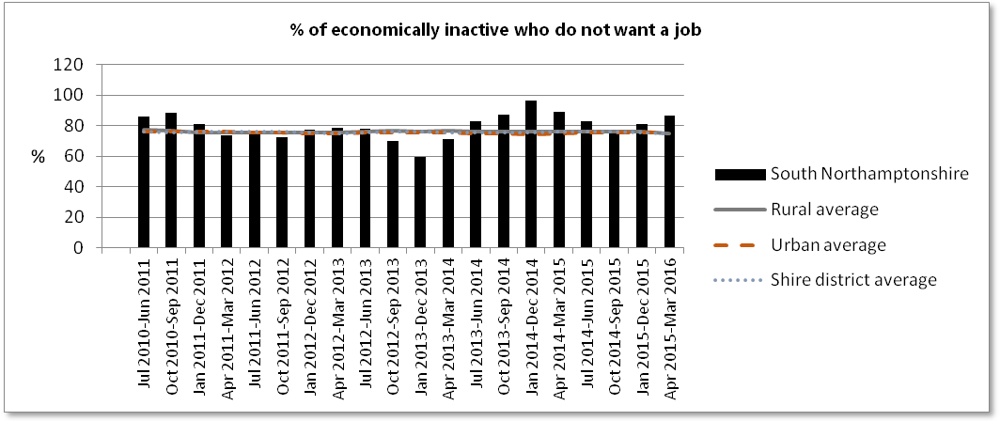 % of economically inactive who do not want a job
120
100
80
60
40
20
0
%
Jul 2010-Jun 2011
Oct 2010-Sep 2011
Jan 2011-Dec 2011
Apr 2011-Mar 2012
Jul 2011-Jun 2012
Oct 2011-Sep 2012
Jan 2012-Dec 2012
Apr 2012-Mar 2013
Jul 2012-Jun 2013
Oct 2012-Sep 2013
Jan 2013-Dec 2013
Apr 2013-Mar 2014
Jul 2013-Jun 2014
Oct 2013-Sep 2014
Jan 2014-Dec 2014
Apr 2014-Mar 2015
Jul 2014-Jun 2015
Oct 2014-Sep 2015
Jan 2015-Dec 2015
Apr 2015-Mar 2016
South Northamptonshire
Rural average
Urban average
Shire district average